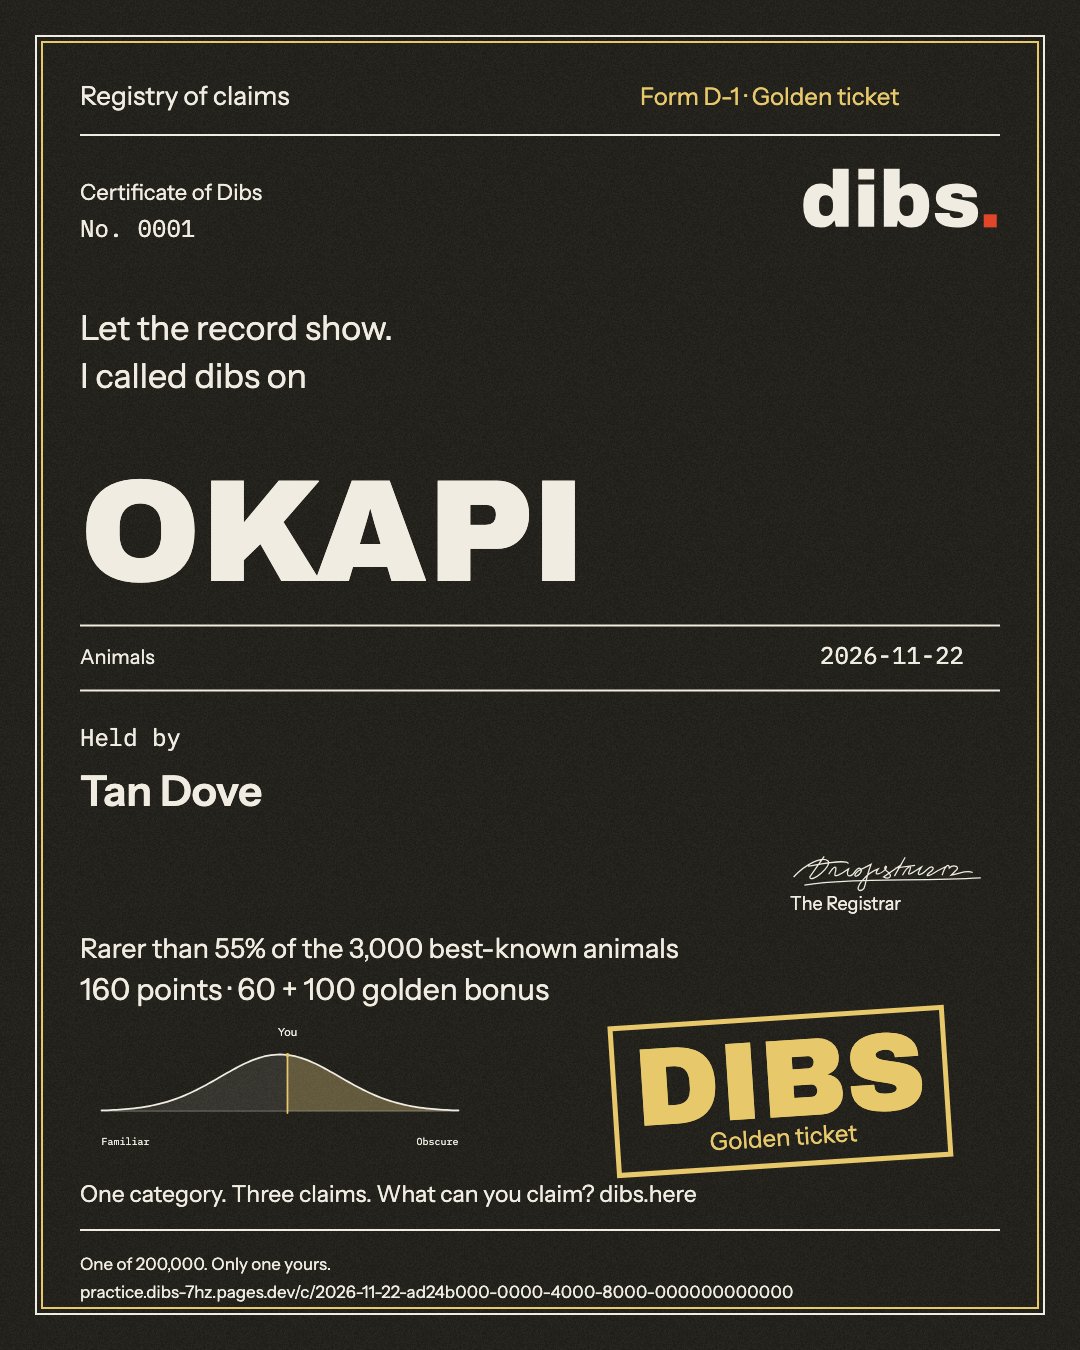 Registry of claims
Form D-1 · Golden ticket
Certificate of Dibs
No. 0001
dibs.
Let the record show.
I called dibs on
OKAPI
Animals
2026-11-22
Held by
Tan Dove
The Registrar
Rarer than 55% of the 3,000 best-known animals
160 points · 60 + 100 golden bonus
You
Familiar
Obscure
DIBS
Golden ticket
One category. Three claims. What can you claim? dibs.here
One of 200,000. Only one yours.
practice.dibs-7hz.pages.dev/c/2026-11-22-ad24b000-0000-4000-8000-000000000000